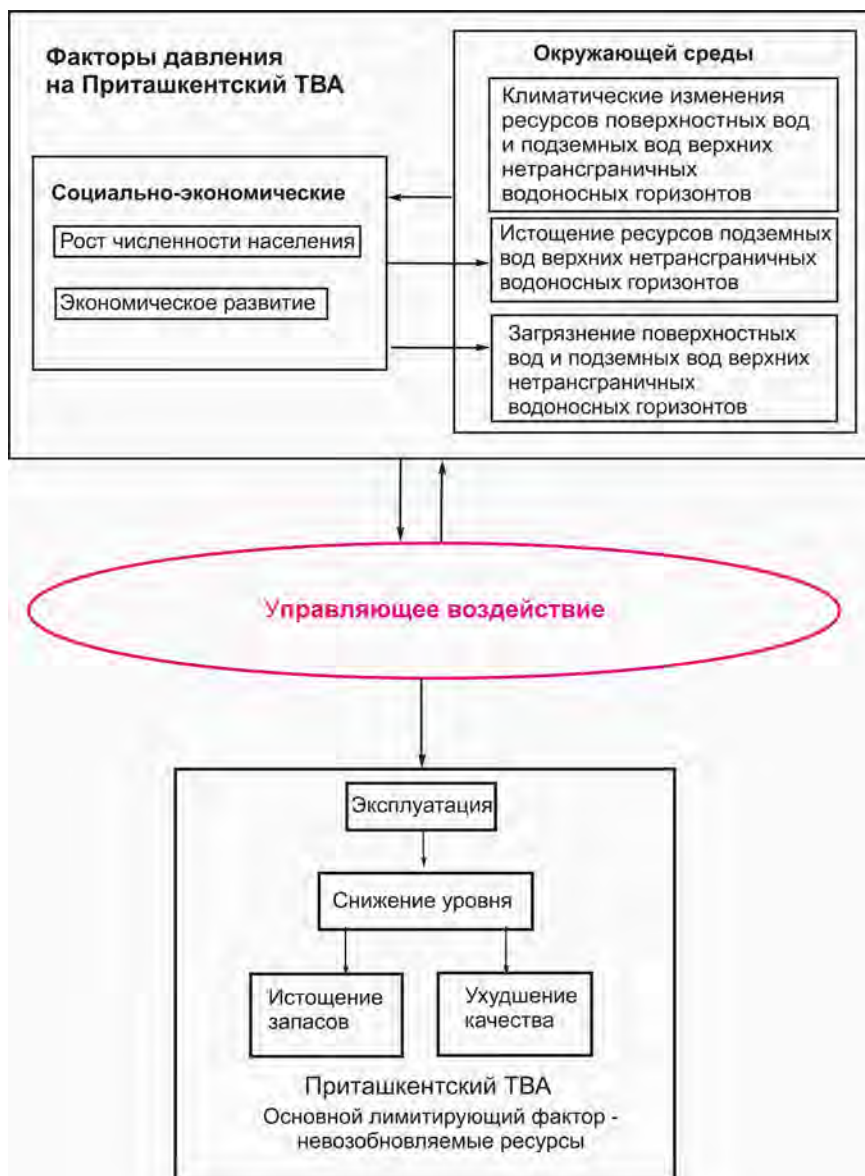 Факторы давления
на Приташкентский ТВА
Социально-экономические
Рост численности населения
Экономическое развитие
Окружающей среды
Климатические изменения
ресурсов поверхностных вод
и подземных вод верхних
нетрансграничных
водоносных горизонтов
Истощение ресурсов подземных
вод верхних нетрансграничных
водоносных горизонтов
Загрязнение поверхностных
вод и подземных вод верхних
нетрансграничных
водоносных горизонтов
Управляющее воздействие
Эксплуатация
Снижение уровня
Истощение
запасов
Ухудшение
качества
Приташкентский ТВА
Основной лимитирующий фактор -
невозобновляемые ресурсы